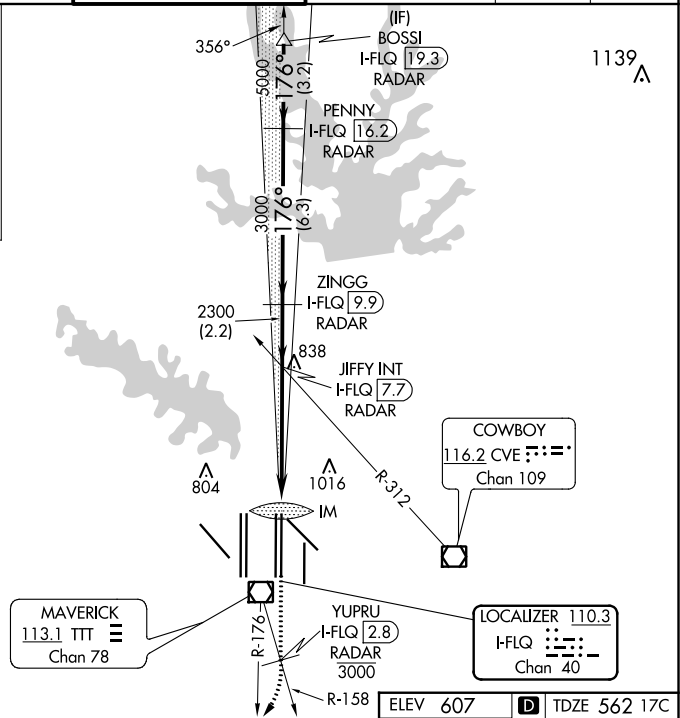 (IF)
BOSSI
I-FLQ 19.3
RADAR
356°
1139
5000
176°
(3.2)
PENNY
I-FLQ 16.2
RADAR
3000
176°
(6.3)
ZINGG
I-FLQ 9.9
RADAR
2300
(2.2)
838
JIFFY INT
I-FLQ 7.7
RADAR
COWBOY
116.2 CVE
Chan 109
R-312
804
1016
IM
MAVERICK
113.1 TTT
Chan 78
R-176
YUPRU
I-FLQ 2.8
RADAR
3000
R-158
LOCALIZER 110.3
I-FLQ
Chan 40
ELEV 607 D TDZE 562 17C